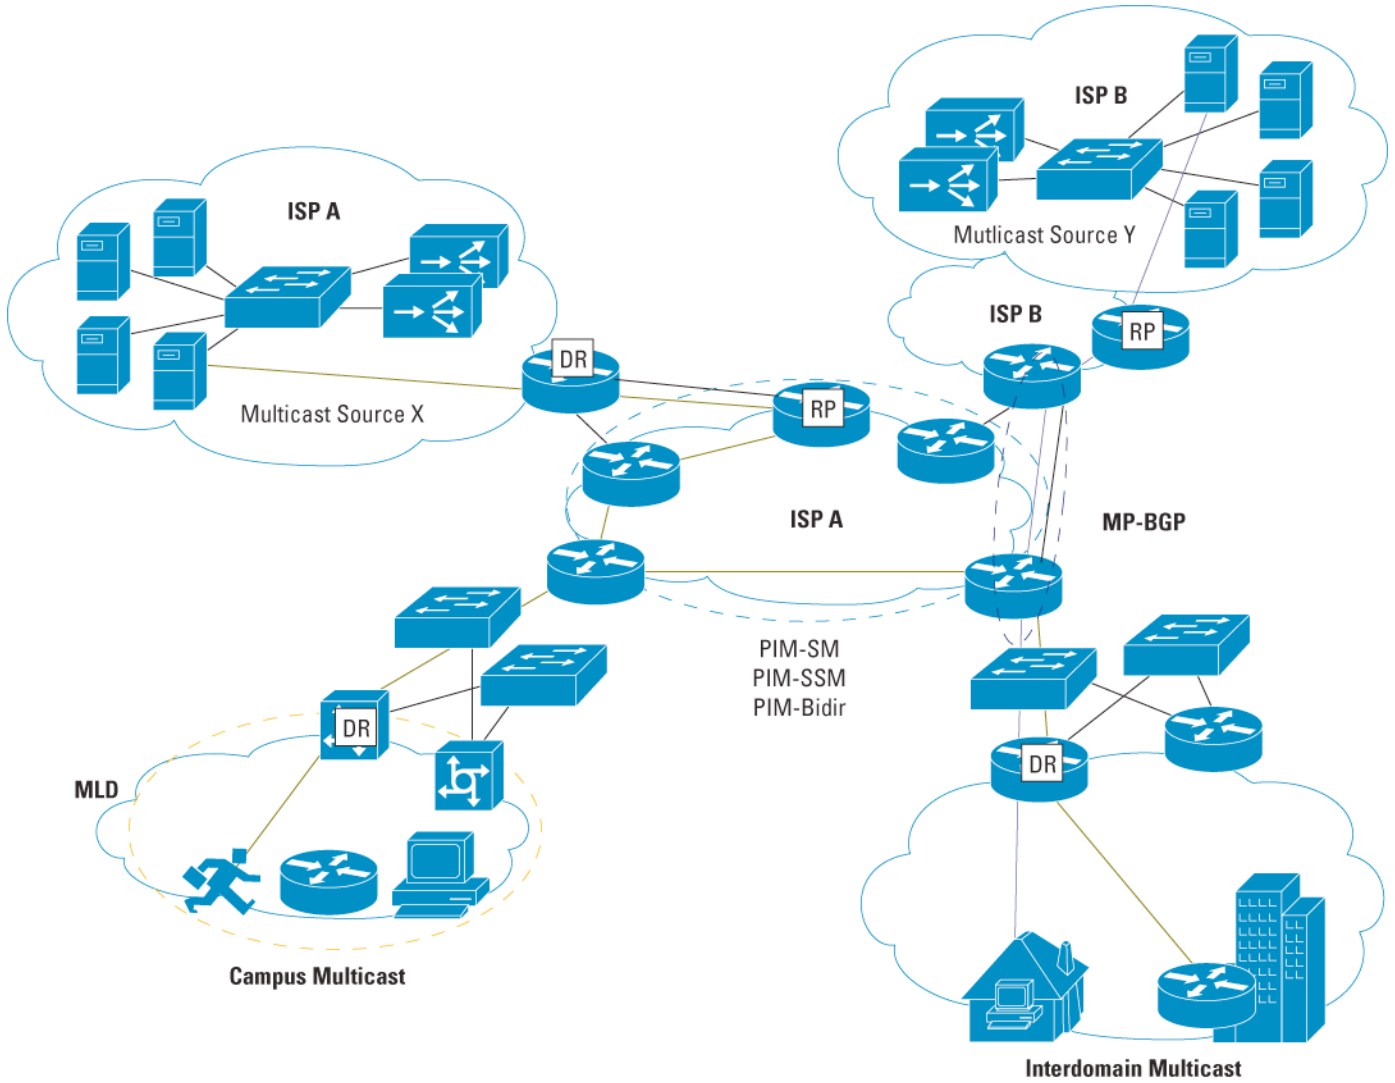 ISP B
Mutlicast Source Y
ISP A
Multicast Source X
ISP B
RP
DR
RP
ISP A
MP-BGP
PIM-SM
PIM-SSM
PIM-Bidir
DR
DR
MLD
Campus Multicast
Interdomain Multicast